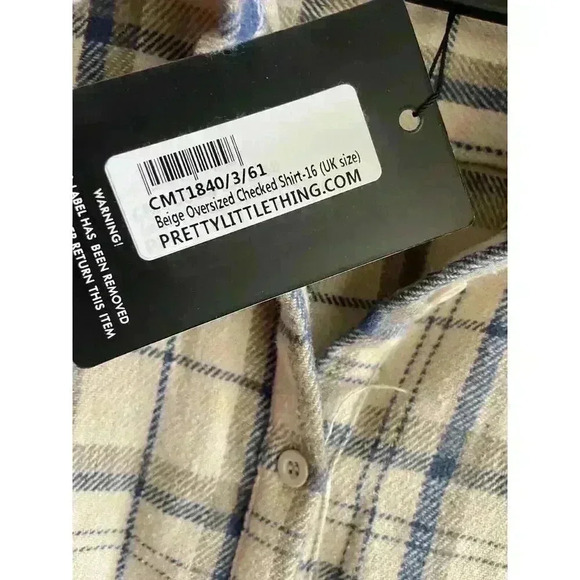 CMT1840/3/61
Beige Oversized Checked Shirt-16 (UK size)
PRETTYLITTLETHING.COM
WARNING!
LABEL HAS BEEN REMOVED
RETURN THIS ITEM